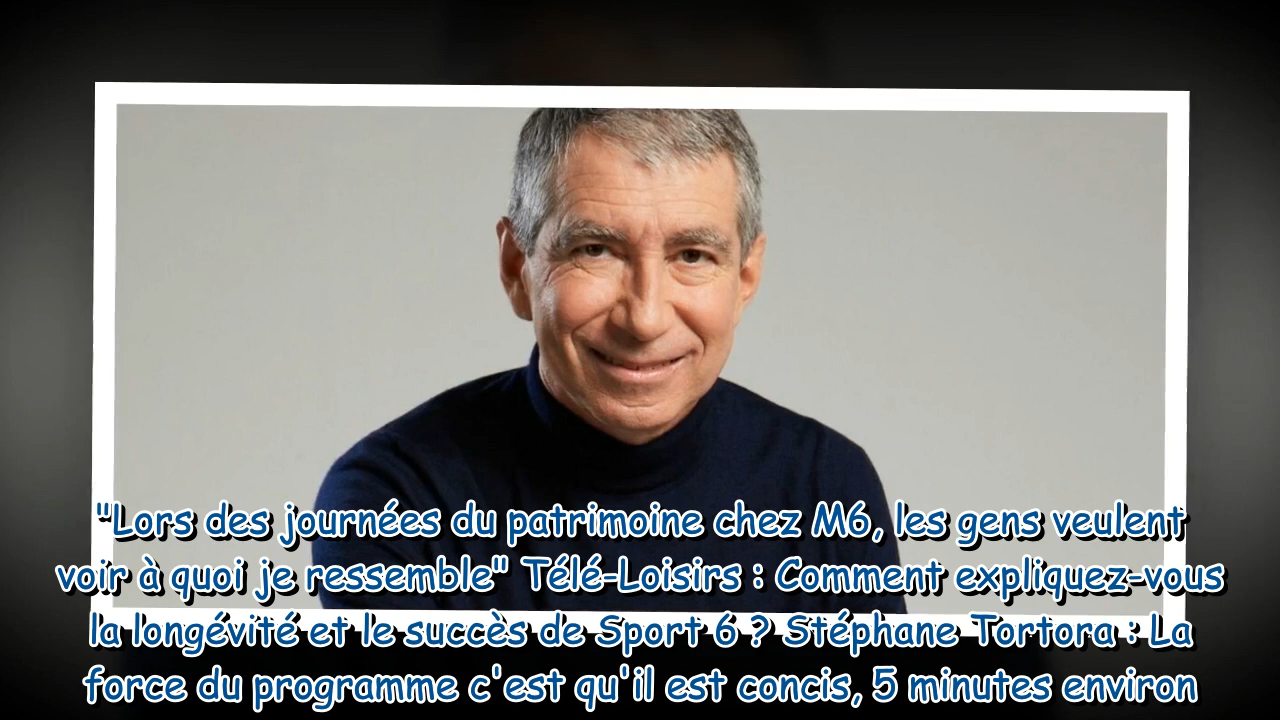 "Lors des journées du patrimoine chez M6, les gens veulent
voir à quoi je ressemble" Télé-Loisirs : Comment expliquez-vous
la longévité et le succès de Sport 6 ? Stéphane Tortora : La
force du programme c'est qu'il est concis, 5 minutes environ